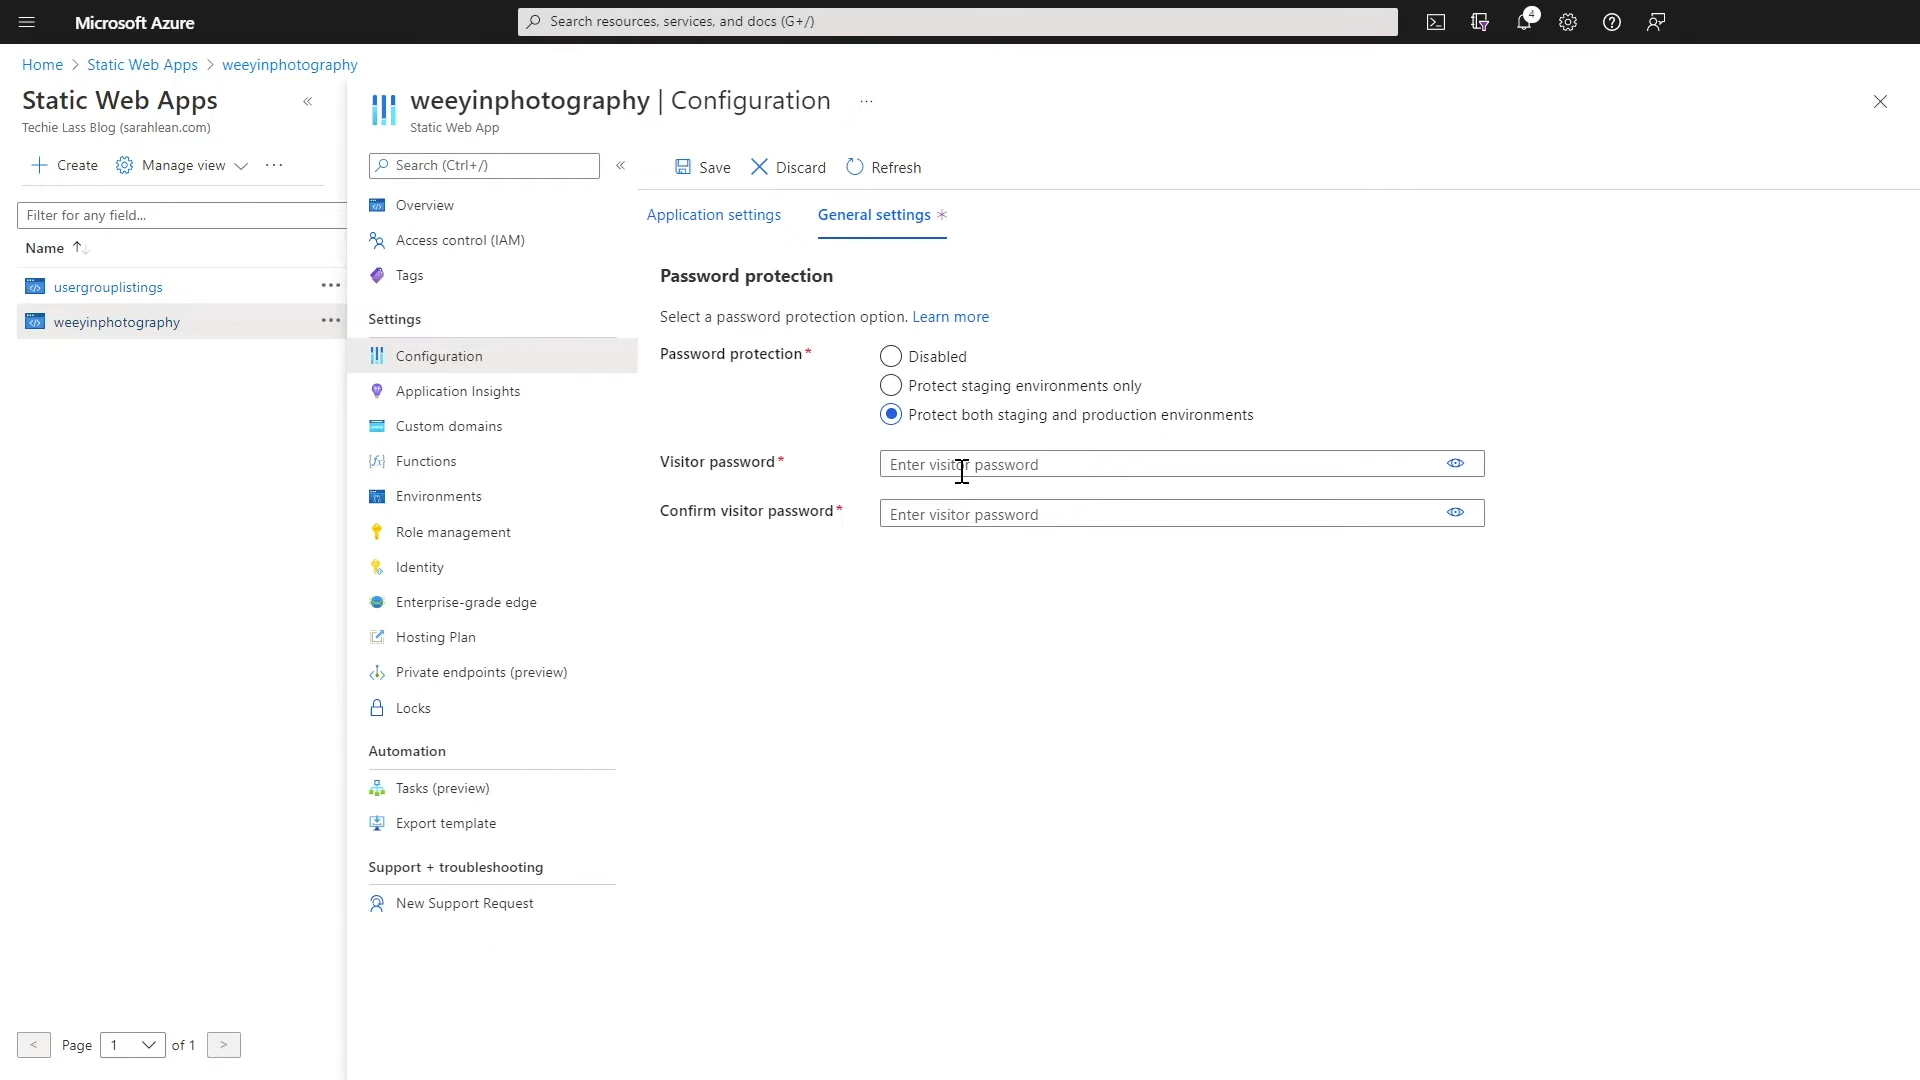 Microsoft Azure
Search resources, services, and docs (G+/)
4
Home > Static Web Apps > weeyinphotography
Static Web Apps
Techie Lass Blog (sarahlean.com)
Create
Manage view
Filter for any field...
Name
usergrouplistings
weeyinphotography
Page 1 of 1
weeyinphotography | Configuration
Static Web App
Search (Ctrl+/)
Overview
Access control (IAM)
Tags
Settings
Configuration
Application Insights
Custom domains
Functions
Environments
Role management
Identity
Enterprise-grade edge
Hosting Plan
Private endpoints (preview)
Locks
Automation
Tasks (preview)
Export template
Support + troubleshooting
New Support Request
Save
Discard
Refresh
Application settings
General settings *
Password protection
Select a password protection option. Learn more
Password protection *
Disabled
Protect staging environments only
Protect both staging and production environments
Visitor password *
Enter visitor password
Confirm visitor password *
Enter visitor password